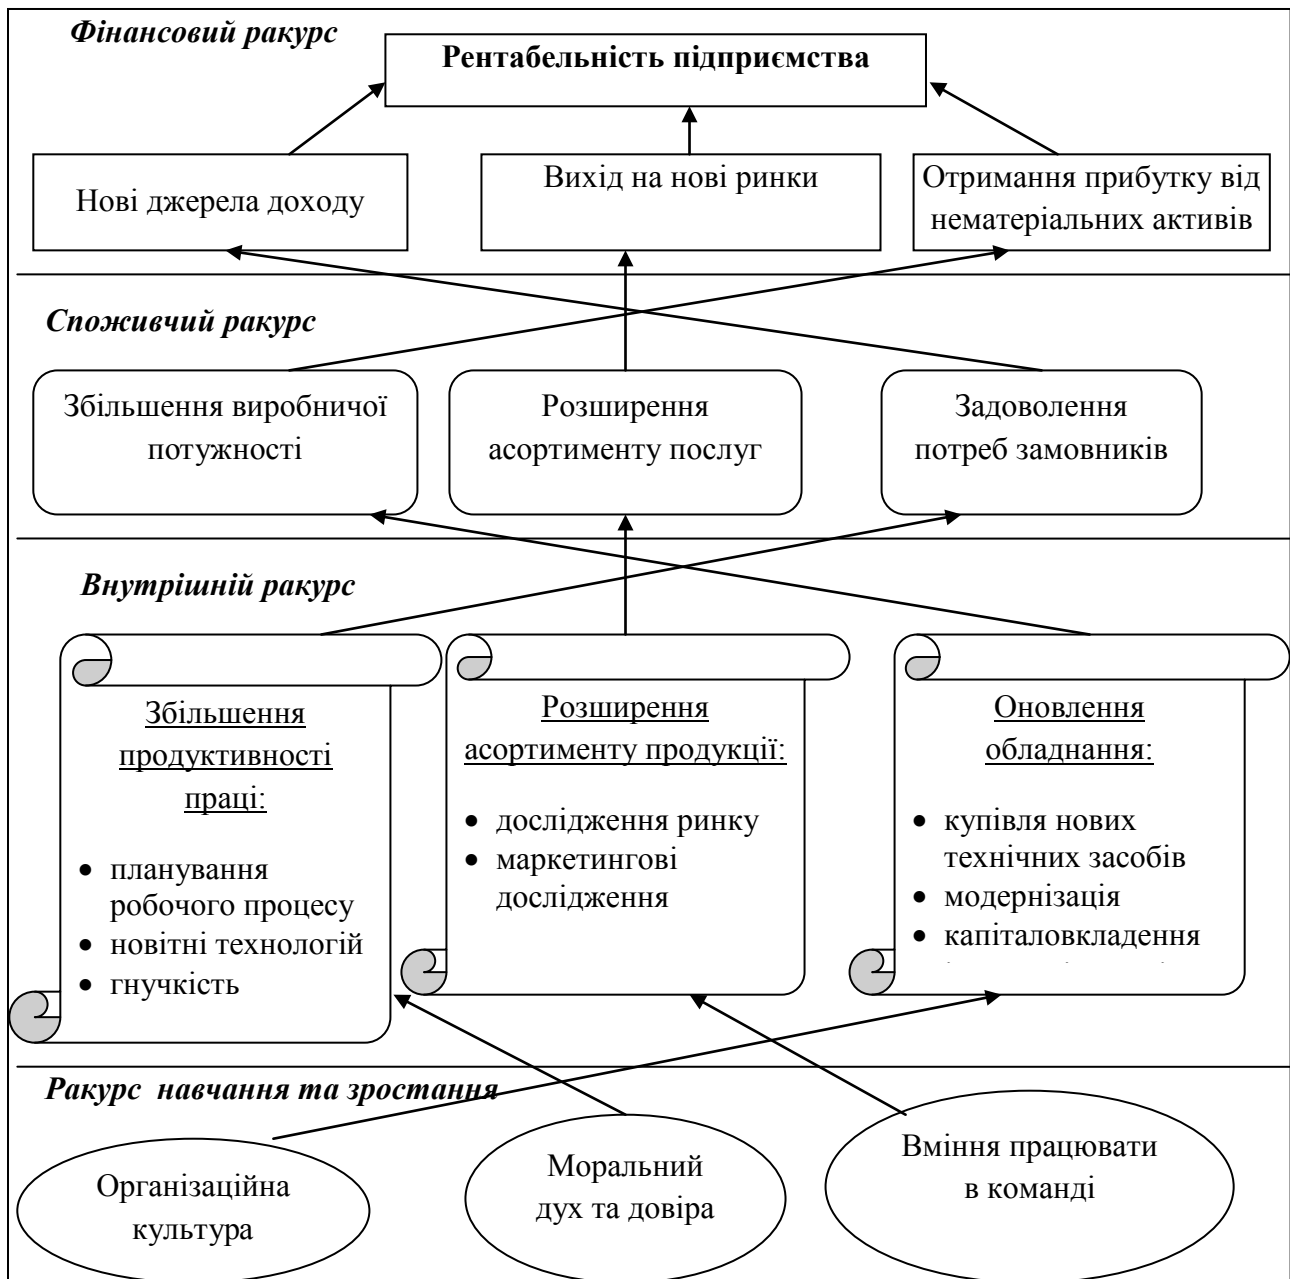 Фінансовий ракурс
Рентабельність підприємства
Нові джерела доходу
Вихід на нові ринки
Отримання прибутку від
нематеріальних активів
Споживчий ракурс
Збільшення виробничої
потужності
Розширення
асортименту послуг
Задоволення
потреб замовників
Внутрішній ракурс
Збільшення
продуктивності
праці:
• планування
робочого процесу
• новітні технологій
• гнучкість
Розширення
асортименту продукції:
• дослідження ринку
• маркетингові
дослідження
Оновлення
обладнання:
• купівля нових
технічних засобів
• модернізація
• капіталовкладення
Ракурс навчання та зростання
Організаційна
культура
Моральний
дух та довіра
Вміння працювати
в команді